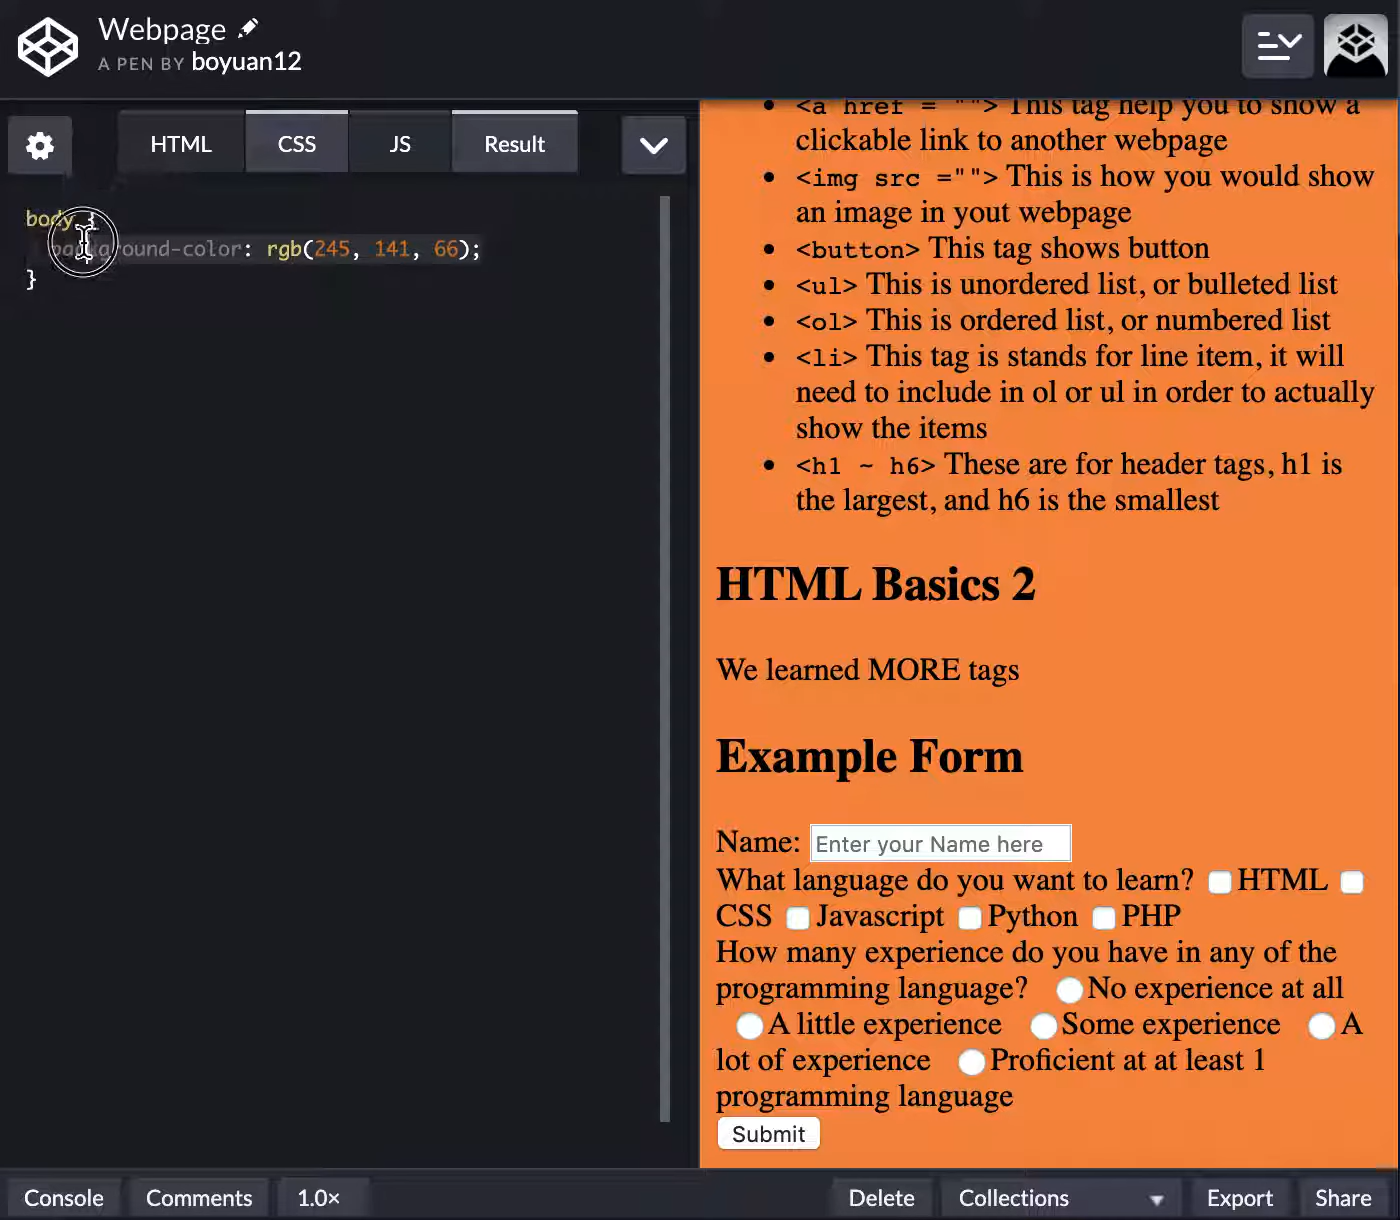 Webpage
A PEN BY boyuan12
HTML
CSS
JS
Result
body {
background-color: rgb(245, 141, 66);
}
<a href = ""> This tag help you to show a
clickable link to another webpage
<img src =""> This is how you would show
an image in yout webpage
<button> This tag shows button
<ul> This is unordered list, or bulleted list
<ol> This is ordered list, or numbered list
<li> This tag is stands for line item, it will
need to include in ol or ul in order to actually
show the items
<h1 ~ h6> These are for header tags, h1 is
the largest, and h6 is the smallest
HTML Basics 2
We learned MORE tags
Example Form
Name: Enter your Name here
What language do you want to learn? HTML
CSS Javascript Python PHP
How many experience do you have in any of the
programming language? No experience at all
A little experience Some experience A
lot of experience Proficient at at least 1
programming language
Submit
Console
Comments
1.0×
Delete
Collections
Export
Share